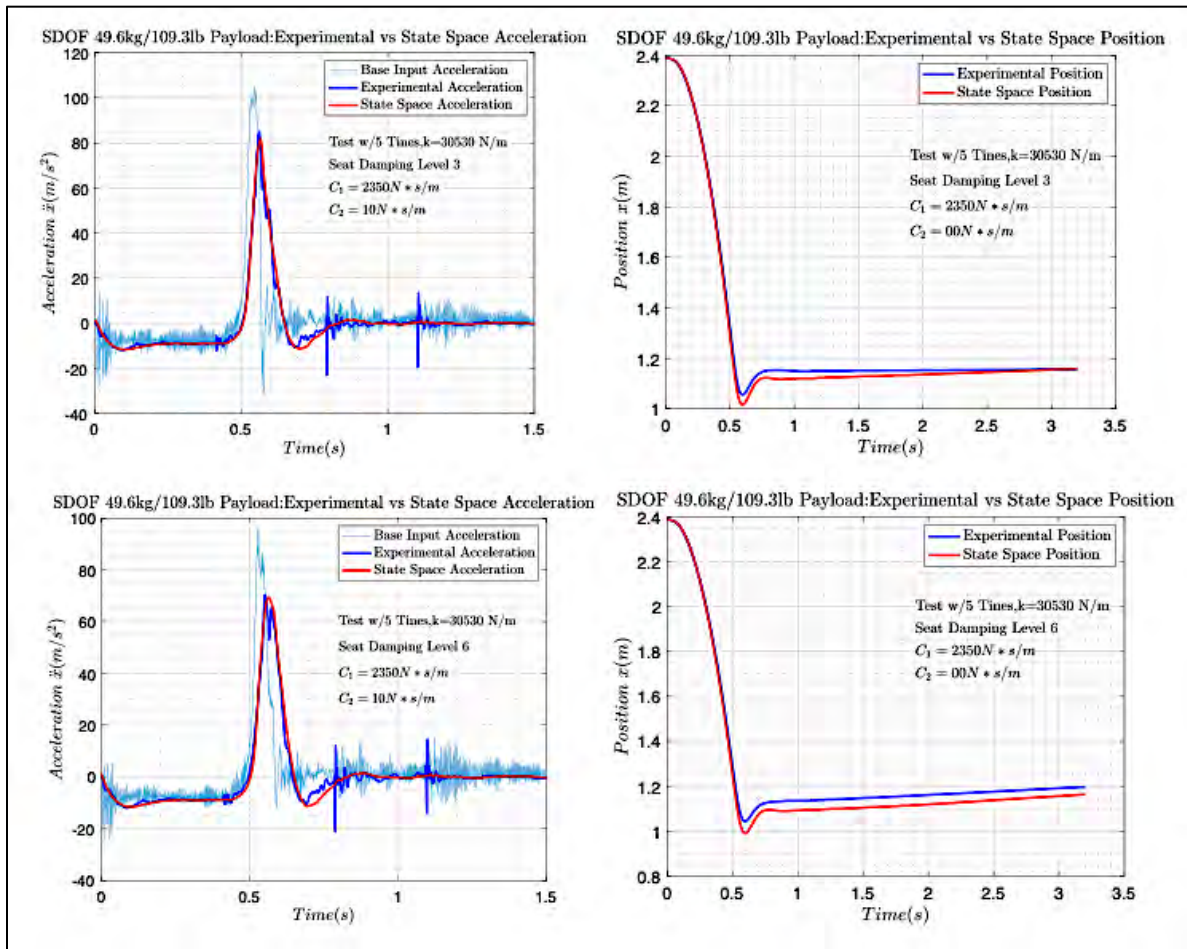 SDOF 49.6kg/109.3lb Payload:Experimental vs State Space Acceleration
120
100
80
60
40
20
0
-20
-40
Acceleration ẍ(m/s²)
Base Input Acceleration
Experimental Acceleration
State Space Acceleration
Test w/5 Tines,k=30530 N/m
Seat Damping Level 3
C₁ = 2350N * s/m
C₂ = 10N * s/m
0 0.5 1 1.5
Time(s)
SDOF 49.6kg/109.3lb Payload:Experimental vs State Space Position
2.4
2.2
2
1.8
1.6
1.4
1.2
1
Position x(m)
Experimental Position
State Space Position
Test w/5 Tines,k=30530 N/m
Seat Damping Level 3
C₁ = 2350N * s/m
C₂ = 00N * s/m
0 0.5 1 1.5 2 2.5 3 3.5
Time(s)
SDOF 49.6kg/109.3lb Payload:Experimental vs State Space Acceleration
100
80
60
40
20
0
-20
-40
Acceleration ẍ(m/s²)
Base Input Acceleration
Experimental Acceleration
State Space Acceleration
Test w/5 Tines,k=30530 N/m
Seat Damping Level 6
C₁ = 2350N * s/m
C₂ = 10N * s/m
0 0.5 1 1.5
Time(s)
SDOF 49.6kg/109.3lb Payload:Experimental vs State Space Position
2.4
2.2
2
1.8
1.6
1.4
1.2
1
0.8
Position x(m)
Experimental Position
State Space Position
Test w/5 Tines,k=30530 N/m
Seat Damping Level 6
C₁ = 2350N * s/m
C₂ = 00N * s/m
0 0.5 1 1.5 2 2.5 3 3.5
Time(s)